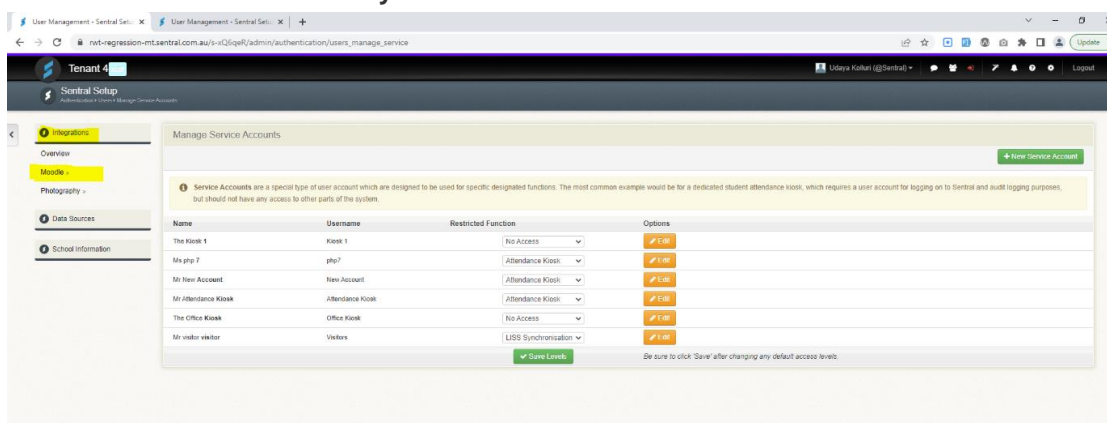 User Management - Sentral Setu
User Management - Sentral Setu
rwt-regression-mt.sentral.com.au/s-xQ6qeR/admin/authentication/users_manage_service
Update
Tenant 4
Udaya Kolluri (@Sentral)
Logout
Sentral Setup
Authentication • Users • Manage Service Accounts
Integrations
Overview
Moodle »
Photography »
Data Sources
School Information
Manage Service Accounts
+ New Service Account
Service Accounts are a special type of user account which are designed to be used for specific designated functions. The most common example would be for a dedicated student attendance kiosk, which requires a user account for logging on to Sentral and audit logging purposes,
but should not have any access to other parts of the system.
Name Username Restricted Function Options
The Kiosk 1 Kiosk 1 No Access Edit
Ms php 7 php7 Attendance Kiosk Edit
Mr New Account New Account Attendance Kiosk Edit
Mr Attendance Kiosk Attendance Kiosk Attendance Kiosk Edit
The Office Kiosk Office Kiosk No Access Edit
Mr visitor visitor Visitors LISS Synchronisation Edit
Save Levels Be sure to click 'Save' after changing any default access levels.